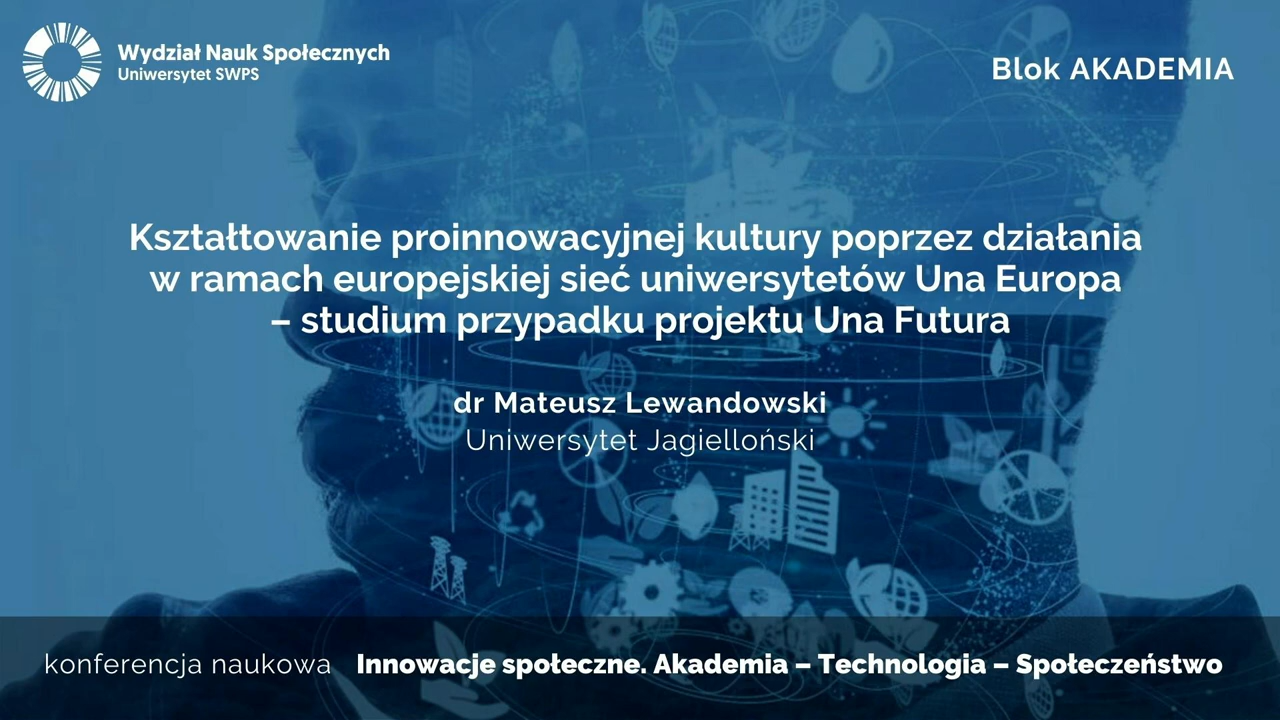 Wydział Nauk Społecznych
Uniwersytet SWPS
Blok AKADEMIA
Kształtowanie proinnowacyjnej kultury poprzez działania
w ramach europejskiej sieć uniwersytetów Una Europa
– studium przypadku projektu Una Futura
dr Mateusz Lewandowski
Uniwersytet Jagielloński
konferencja naukowa Innowacje społeczne. Akademia – Technologia – Społeczeństwo